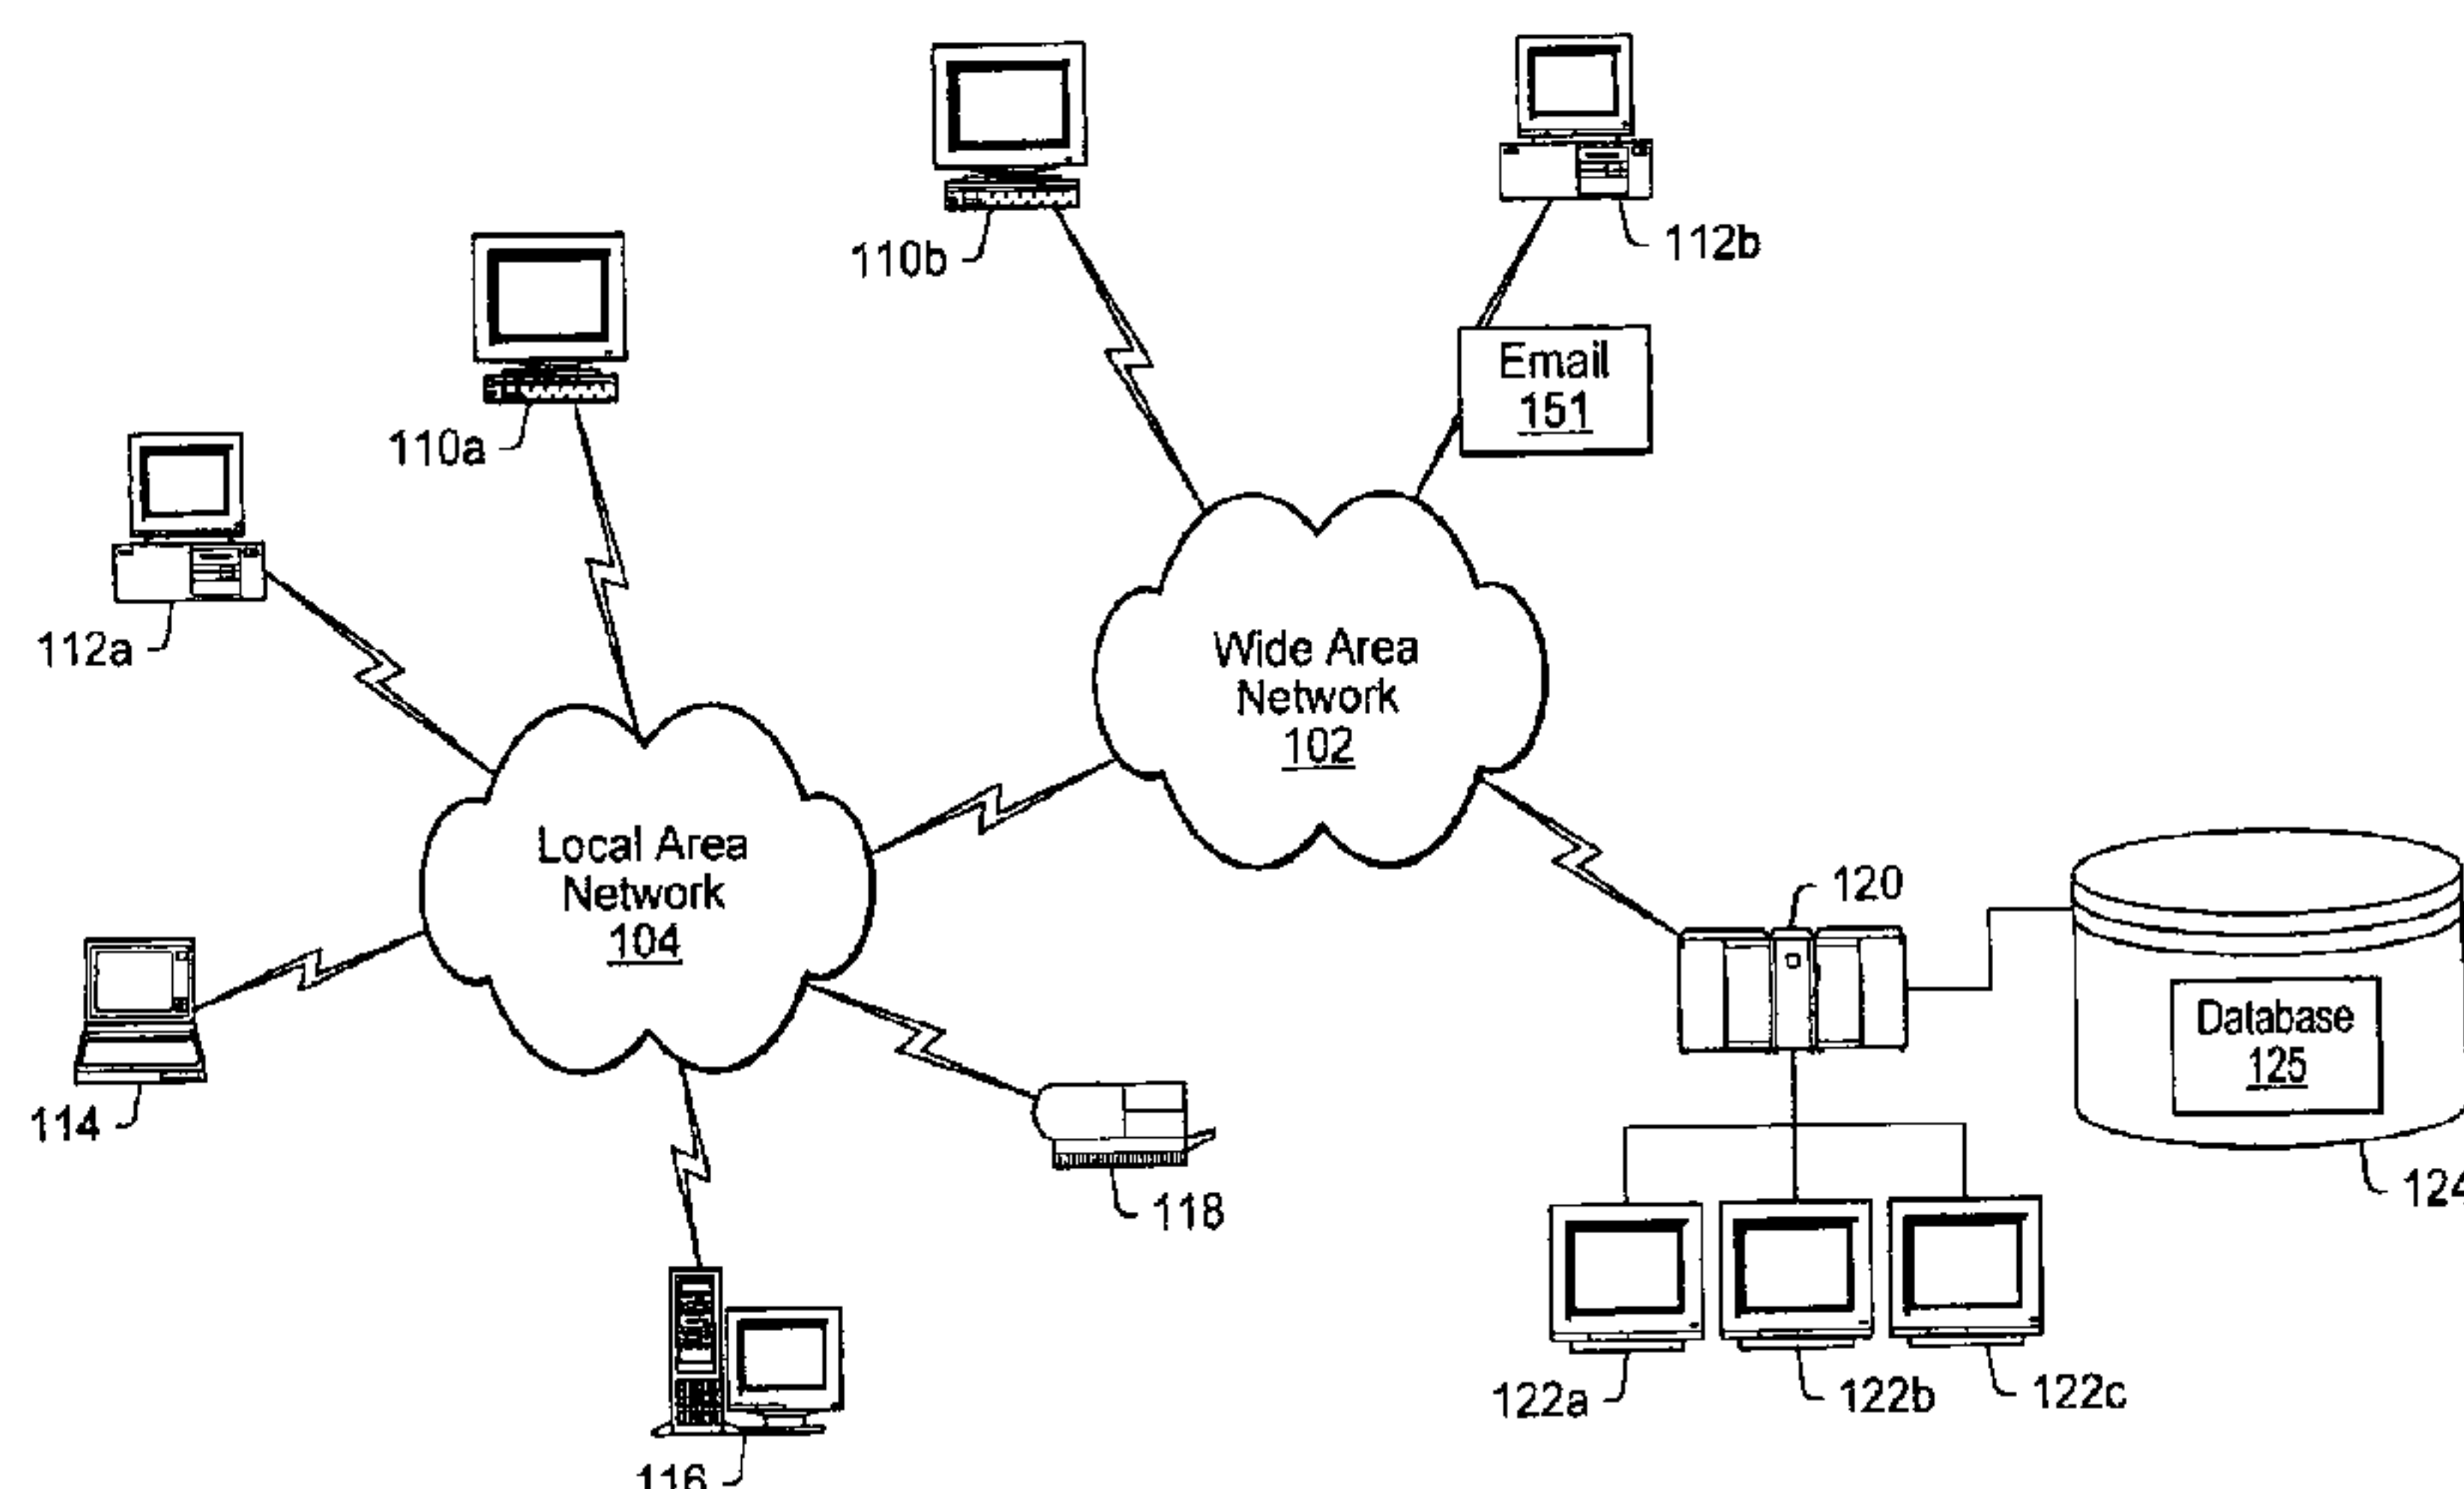 110b
112b
Email
151
110a
112a
Wide Area
Network
102
Local Area
Network
104
120
Database
125
114
124
118
122a
122b
122c
116